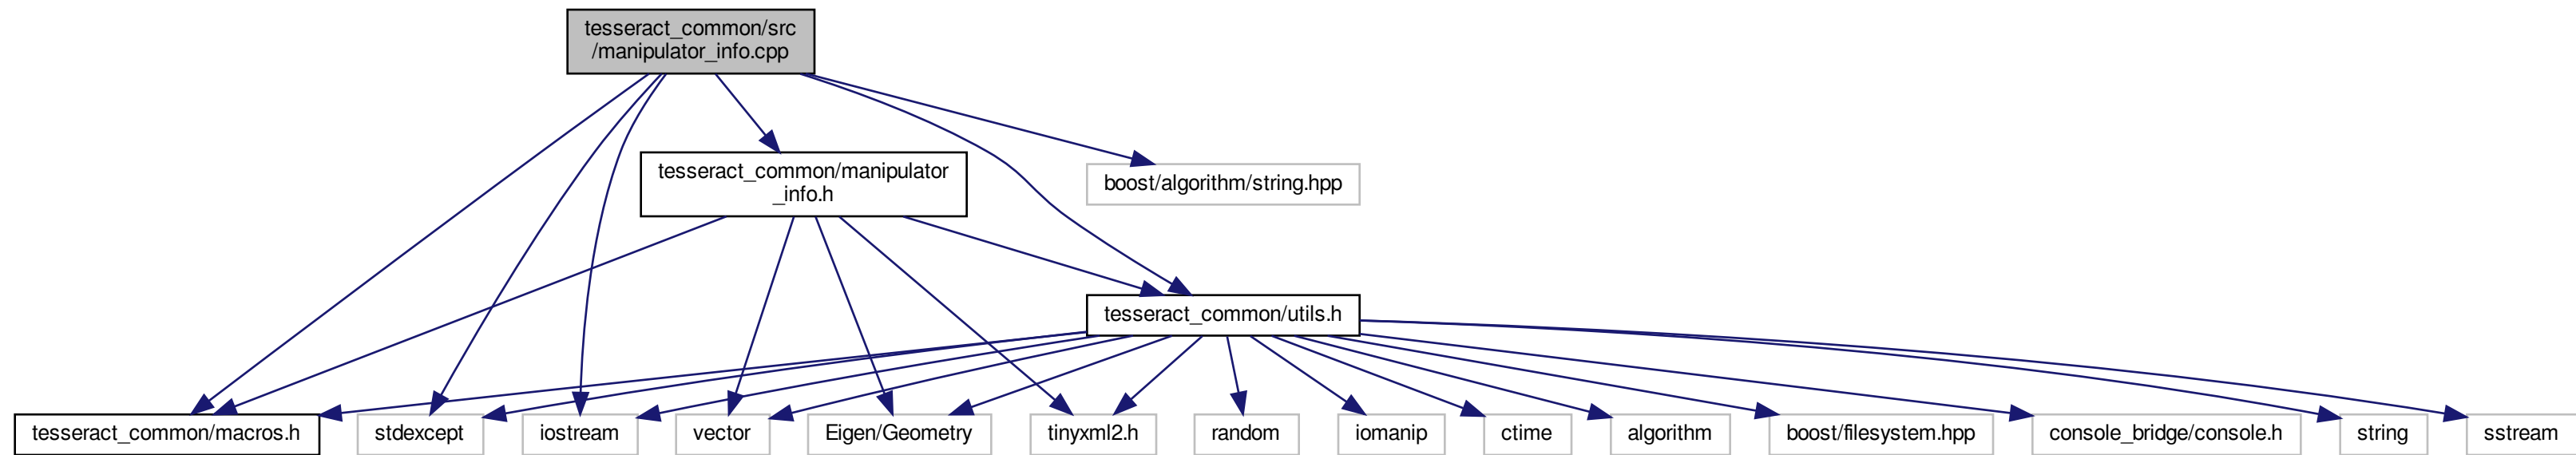 tesseract_common/src
/manipulator_info.cpp
tesseract_common/manipulator
_info.h
boost/algorithm/string.hpp
tesseract_common/utils.h
tesseract_common/macros.h
stdexcept
iostream
vector
Eigen/Geometry
tinyxml2.h
random
iomanip
ctime
algorithm
boost/filesystem.hpp
console_bridge/console.h
string
sstream